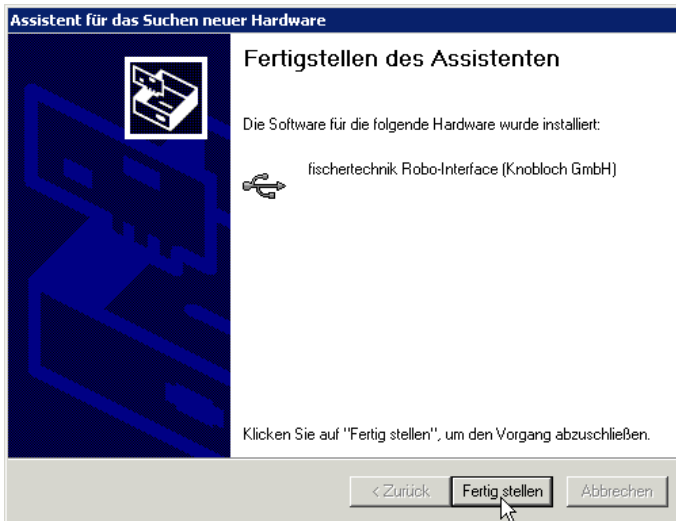 Assistent für das Suchen neuer Hardware
Fertigstellen des Assistenten
Die Software für die folgende Hardware wurde installiert:
fischertechnik Robo-Interface (Knobloch GmbH)
Klicken Sie auf "Fertig stellen", um den Vorgang abzuschließen.
< Zurück
Fertig stellen
Abbrechen